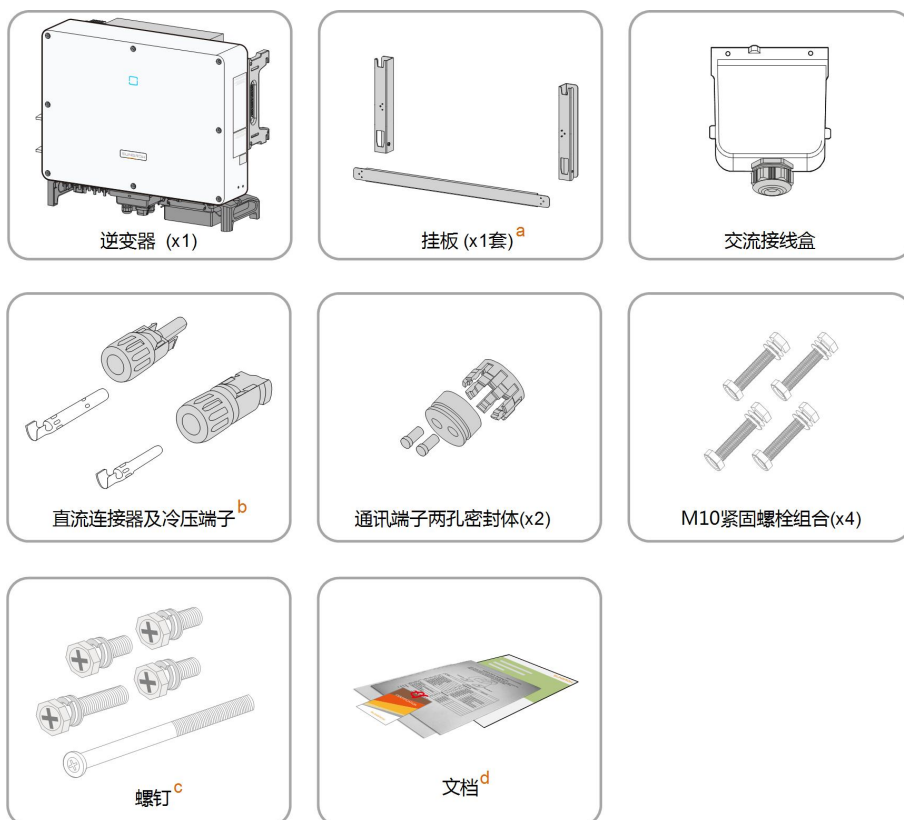 逆变器 (x1)
挂板 (x1套)a
交流接线盒
直流连接器及冷压端子b
通讯端子两孔密封体(x2)
M10紧固螺栓组合(x4)
螺钉c
文档d